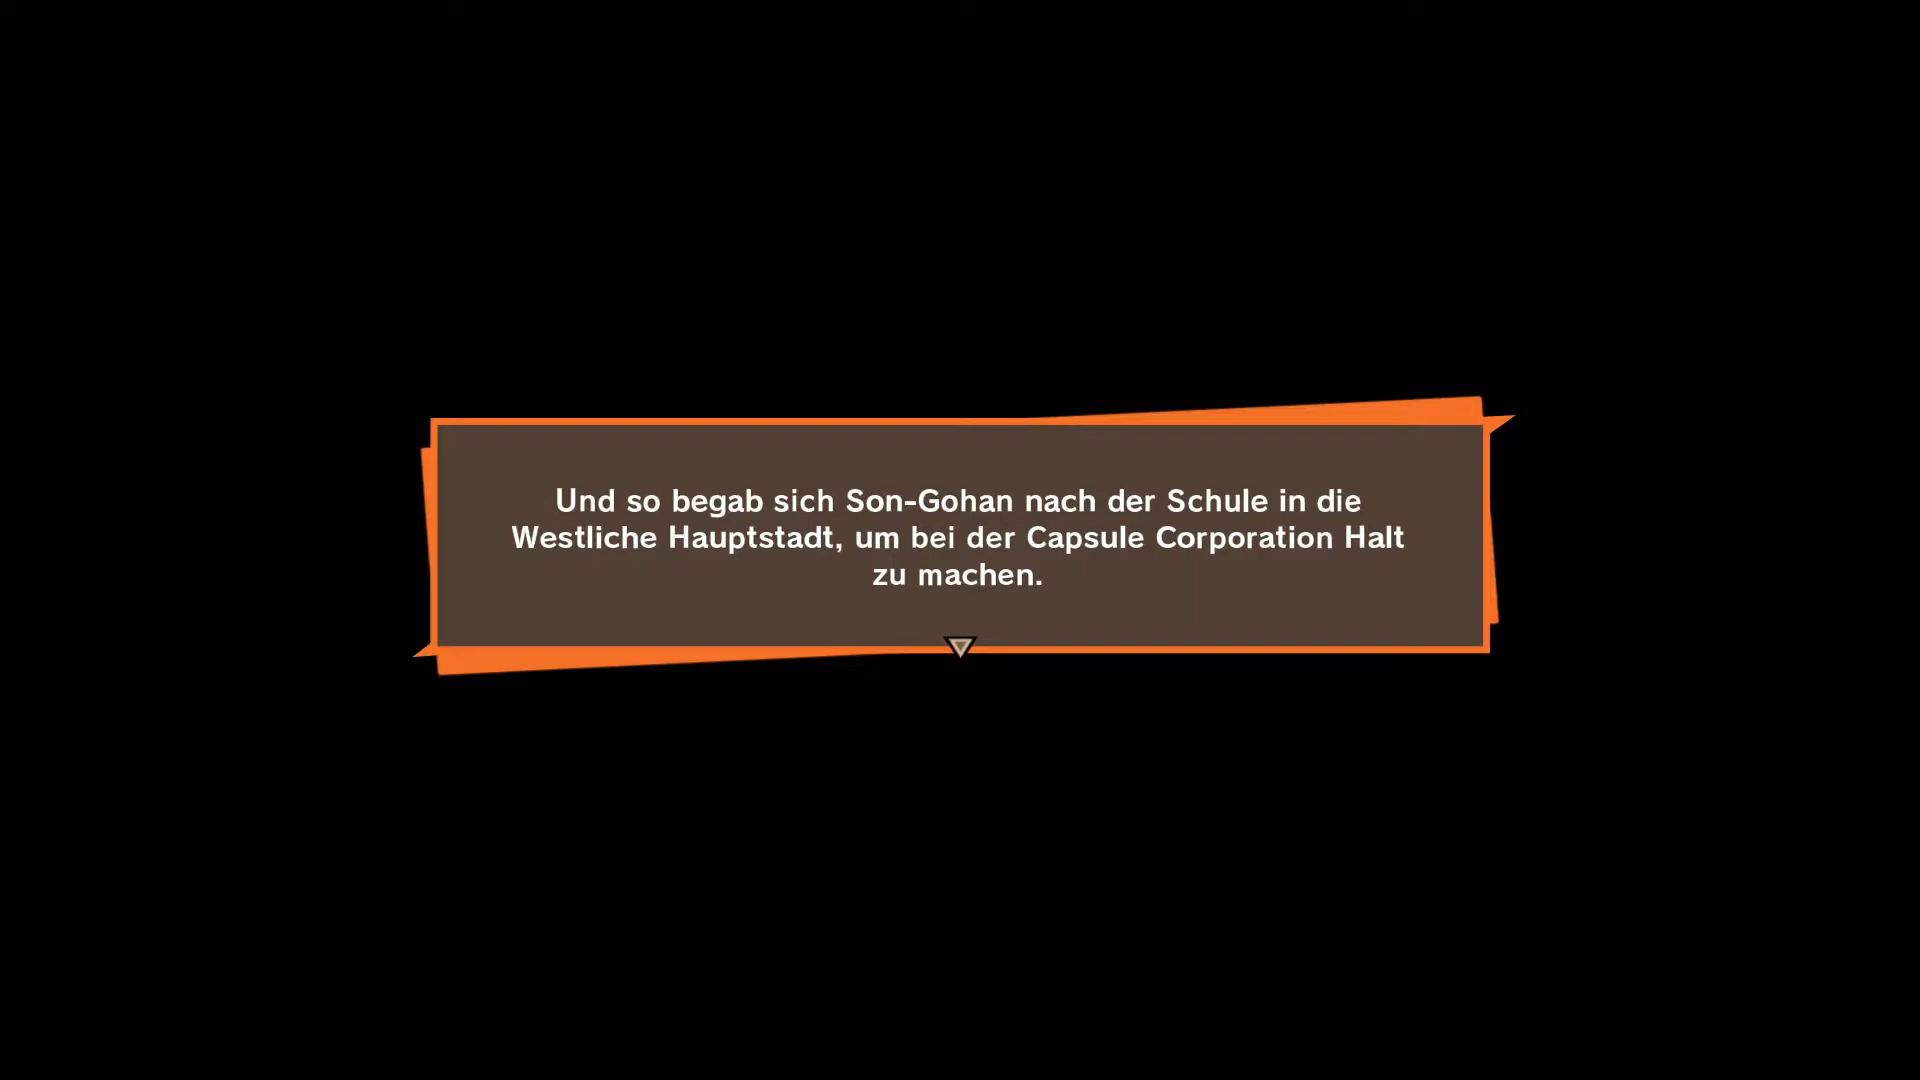 Und so begab sich Son-Gohan nach der Schule in die
Westliche Hauptstadt, um bei der Capsule Corporation Halt
zu machen.